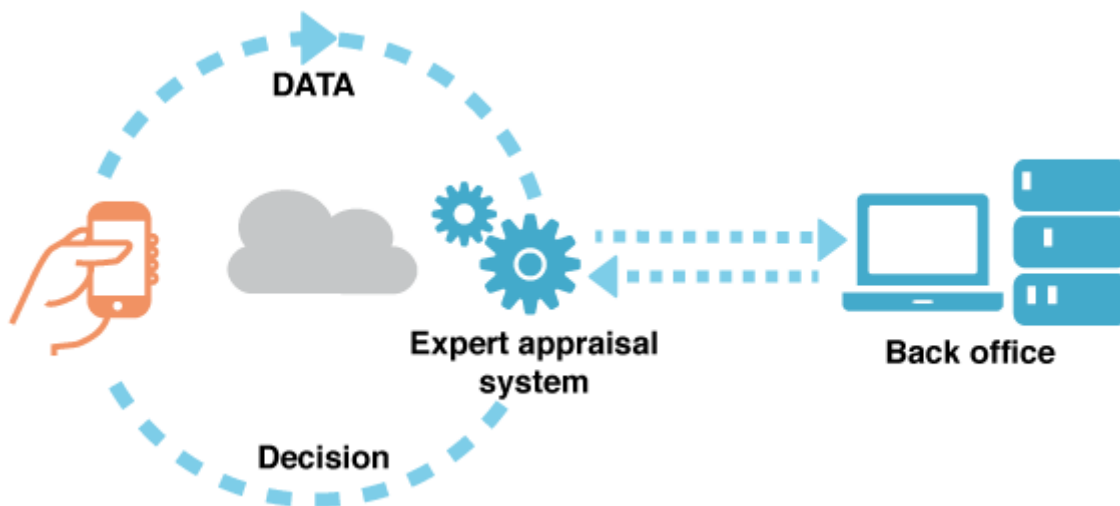 DATA
Expert appraisal
system
Back office
Decision